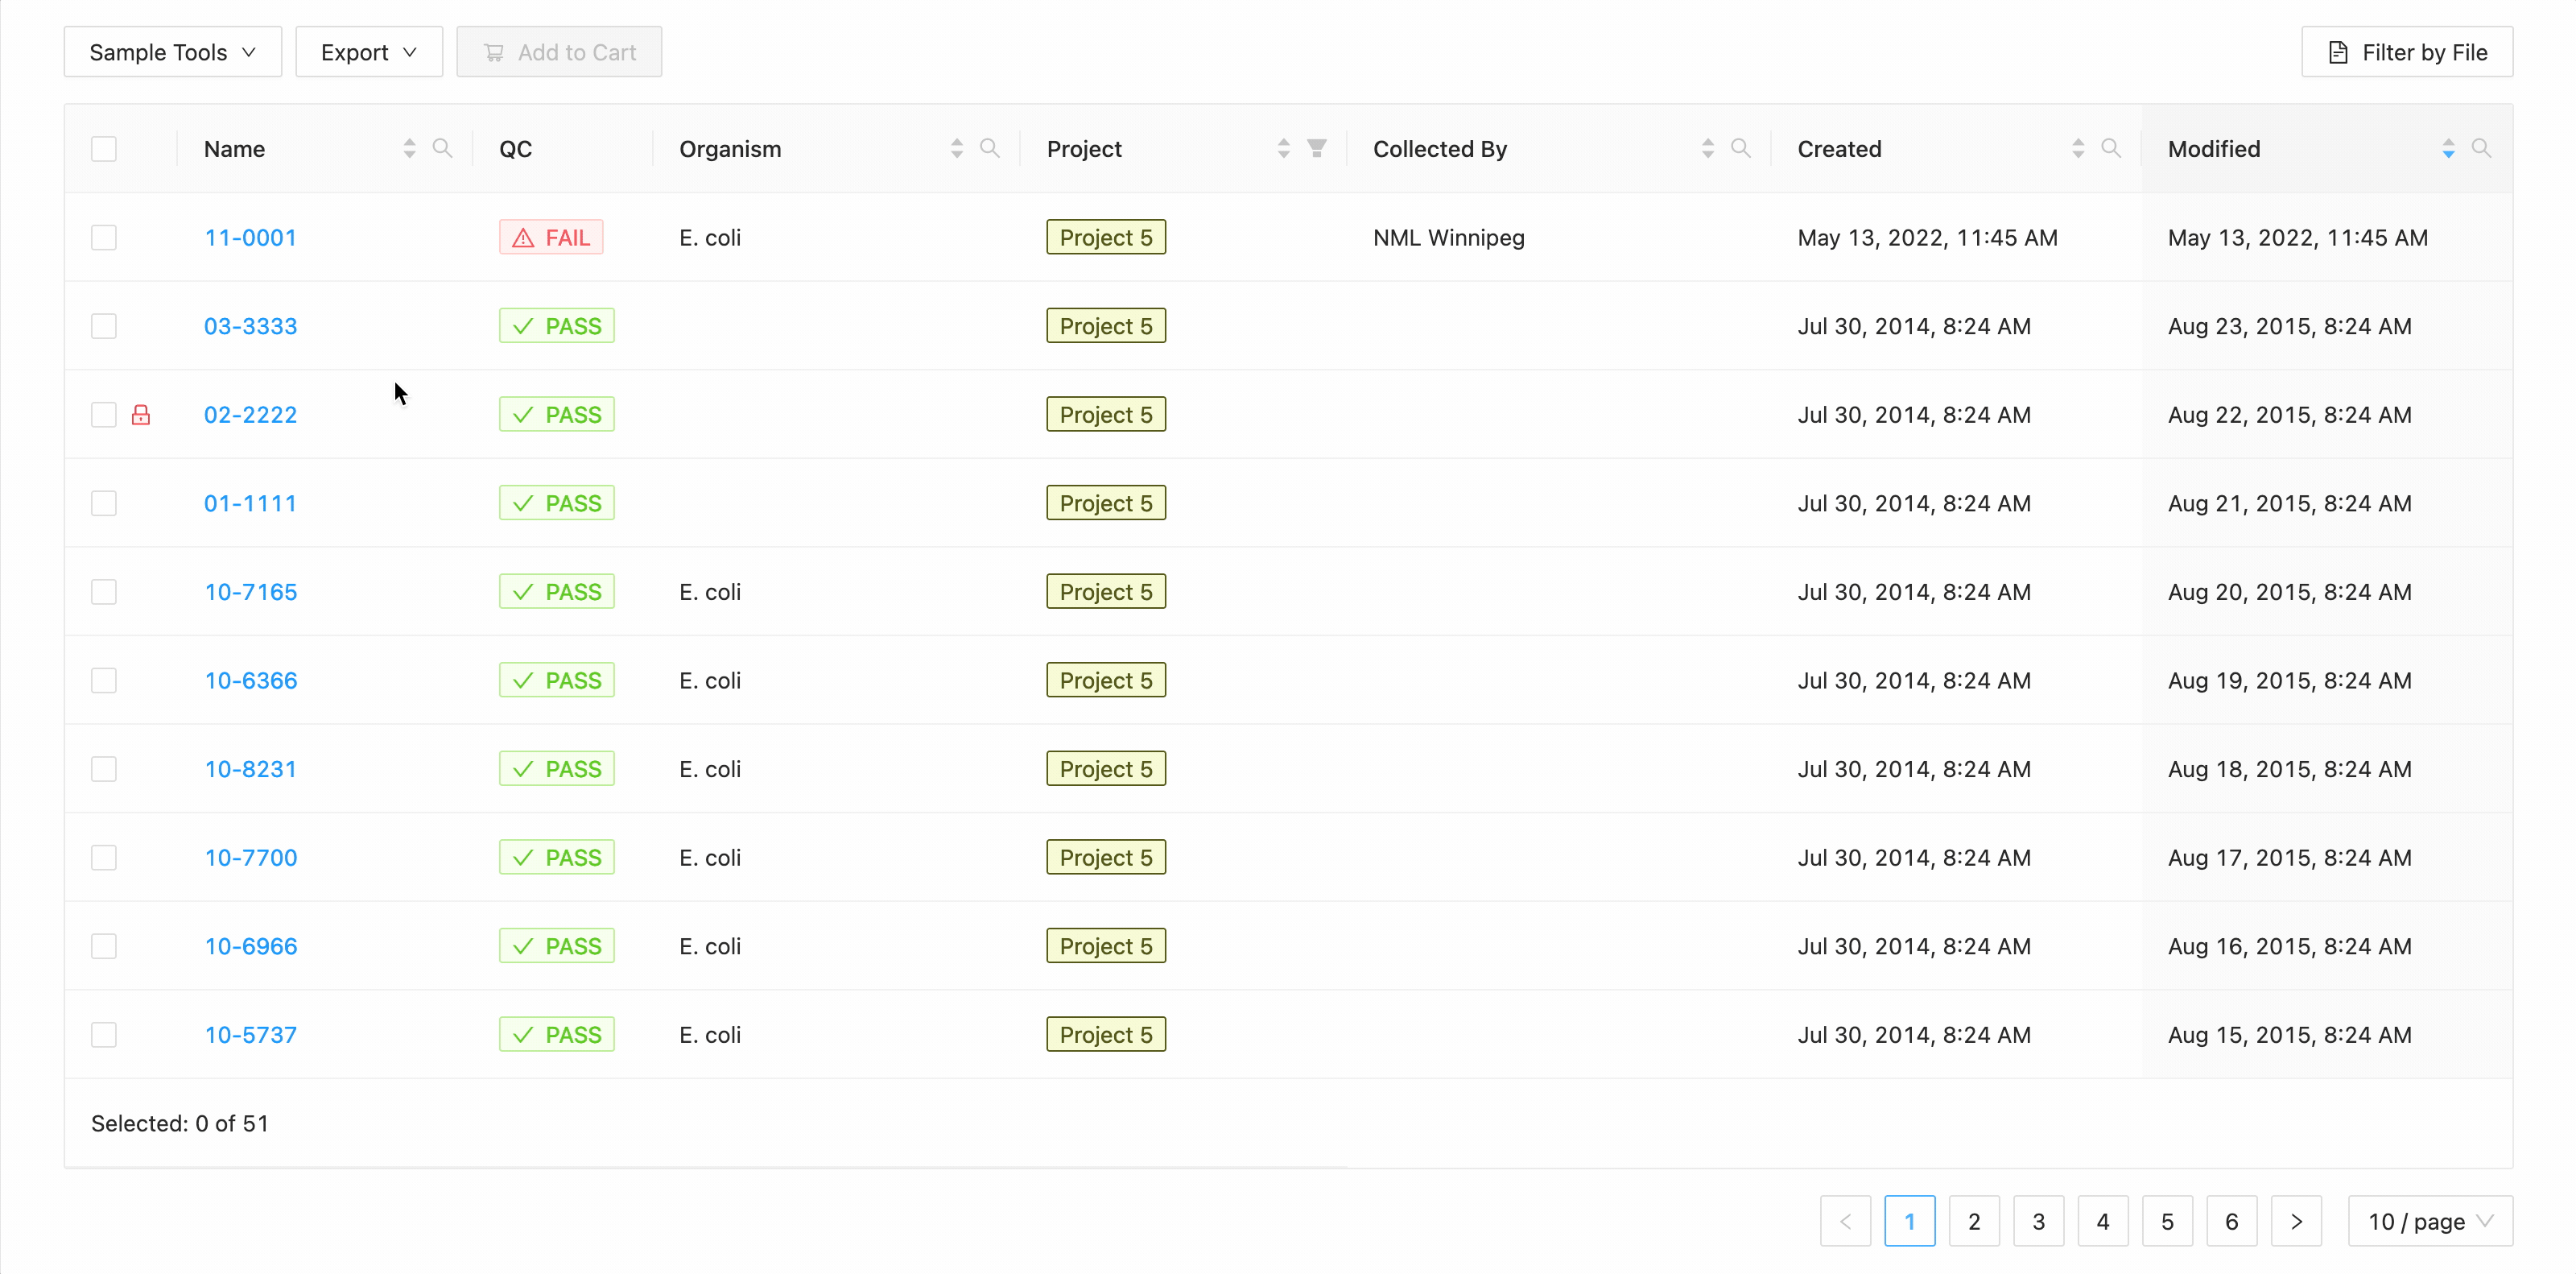 Sample Tools Export Add to Cart Filter by File
Name QC Organism Project Collected By Created Modified
11-0001 FAIL E. coli Project 5 NML Winnipeg May 13, 2022, 11:45 AM May 13, 2022, 11:45 AM
03-3333 PASS Project 5 Jul 30, 2014, 8:24 AM Aug 23, 2015, 8:24 AM
02-2222 PASS Project 5 Jul 30, 2014, 8:24 AM Aug 22, 2015, 8:24 AM
01-1111 PASS Project 5 Jul 30, 2014, 8:24 AM Aug 21, 2015, 8:24 AM
10-7165 PASS E. coli Project 5 Jul 30, 2014, 8:24 AM Aug 20, 2015, 8:24 AM
10-6366 PASS E. coli Project 5 Jul 30, 2014, 8:24 AM Aug 19, 2015, 8:24 AM
10-8231 PASS E. coli Project 5 Jul 30, 2014, 8:24 AM Aug 18, 2015, 8:24 AM
10-7700 PASS E. coli Project 5 Jul 30, 2014, 8:24 AM Aug 17, 2015, 8:24 AM
10-6966 PASS E. coli Project 5 Jul 30, 2014, 8:24 AM Aug 16, 2015, 8:24 AM
10-5737 PASS E. coli Project 5 Jul 30, 2014, 8:24 AM Aug 15, 2015, 8:24 AM
Selected: 0 of 51
1 2 3 4 5 6 10 / page